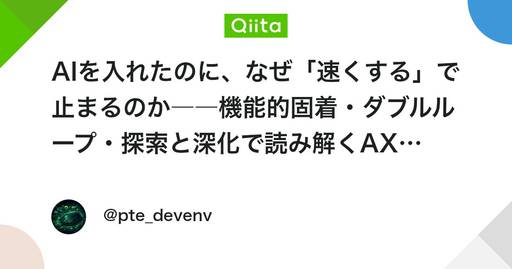 Qiita
AIを入れたのに、なぜ「速くする」で
止まるのか──機能的固着・ダブルル
ープ・探索と深化で読み解くAX…
@pte_devenv